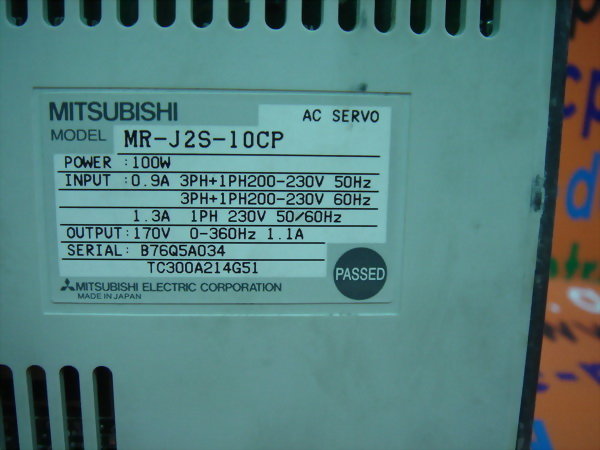 MITSUBISHI
AC SERVO
MODEL MR-J2S-10CP
POWER :100W
INPUT :0.9A 3PH+1PH200-230V 50Hz
3PH+1PH200-230V 60Hz
1.3A 1PH 230V 50/60Hz
OUTPUT:170V 0-360Hz 1.1A
SERIAL: B76Q5A034
TC300A214G51
PASSED
MITSUBISHI ELECTRIC CORPORATION
MADE IN JAPAN